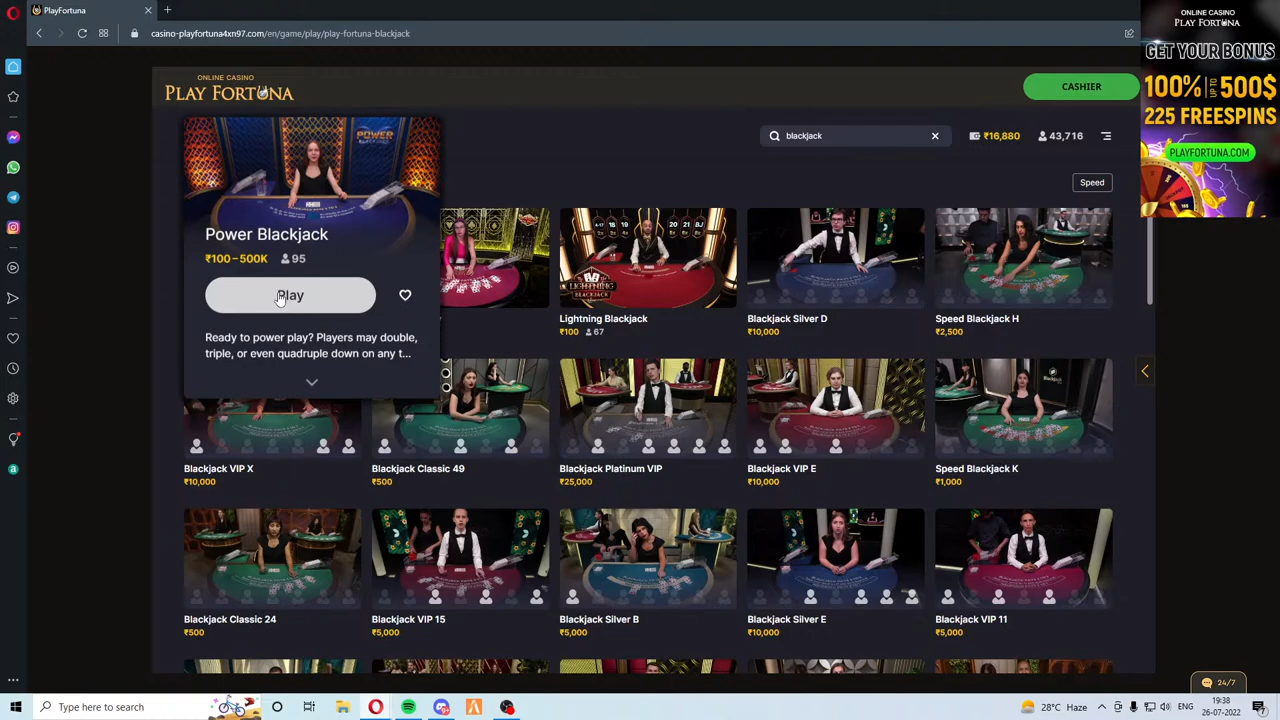 PlayFortuna
casino-playfortuna4xn97.com/en/game/play/play-fortuna-blackjack
ONLINE CASINO
PLAY FORTUNA
GET YOUR BONUS
100% UP TO 500$
225 FREESPINS
PLAYFORTUNA.COM
ONLINE CASINO
PLAY FORTUNA
CASHIER
blackjack
₹16,880
43,716
Speed
POWER
BLACKJACK
Power Blackjack
₹100–500K 95
Play
Ready to power play? Players may double,
triple, or even quadruple down on any t...
LIGHTNING
BLACKJACK
Lightning Blackjack
₹100 67
Blackjack Silver D
₹10,000
Speed Blackjack H
₹2,500
Blackjack VIP X
₹10,000
Blackjack Classic 49
₹500
Blackjack Platinum VIP
₹25,000
Blackjack VIP E
₹10,000
Speed Blackjack K
₹1,000
Blackjack Classic 24
₹500
Blackjack VIP 15
₹5,000
Blackjack Silver B
₹5,000
Blackjack Silver E
₹10,000
Blackjack VIP 11
₹5,000
24/7
Type here to search
28°C Haze
ENG
19:38
26-07-2022
7